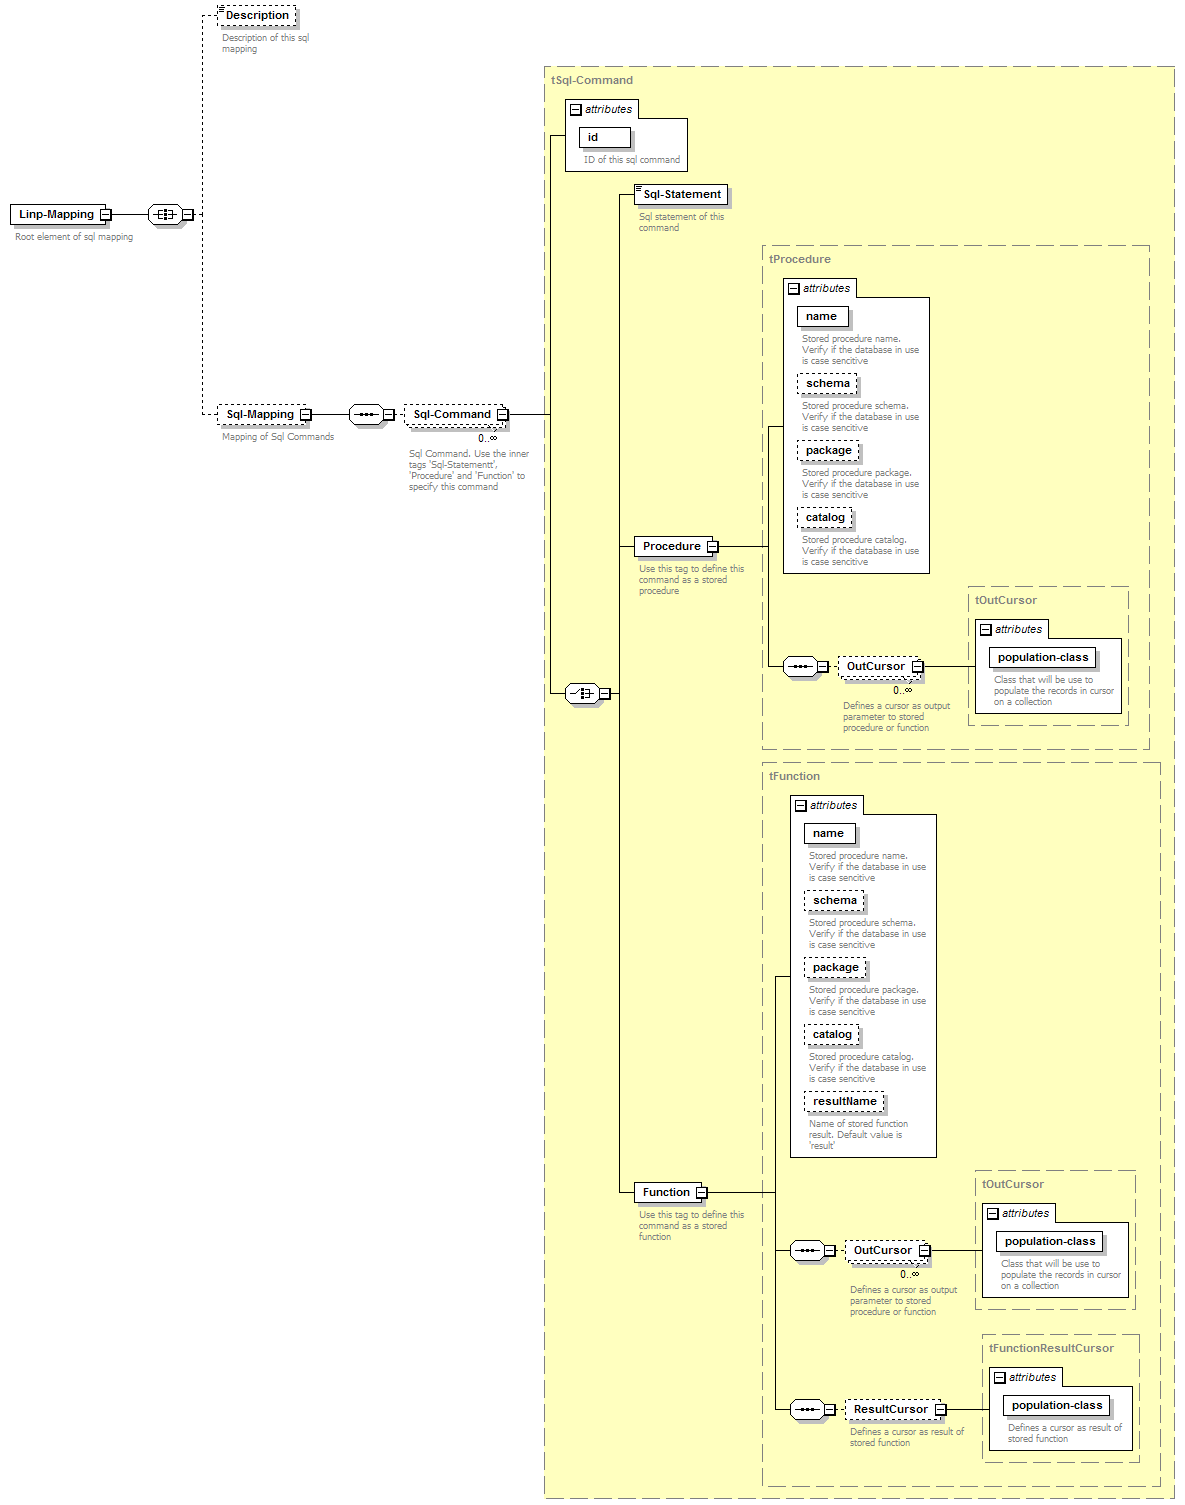 Description
Description of this sql
mapping
tSql-Command
attributes
id
ID of this sql command
Sql-Statement
Sql statement of this
command
Linp-Mapping
Root element of sql mapping
tProcedure
attributes
name
Stored procedure name.
Verify if the database in use
is case sencitive
schema
Stored procedure schema.
Verify if the database in use
is case sencitive
Sql-Mapping
Mapping of Sql Commands
Sql-Command
0..∞
Sql Command. Use the inner
tags 'Sql-Statementt',
'Procedure' and 'Function' to
specify this command
package
Stored procedure package.
Verify if the database in use
is case sencitive
catalog
Stored procedure catalog.
Verify if the database in use
is case sencitive
Procedure
Use this tag to define this
command as a stored
procedure
tOutCursor
attributes
population-class
Class that will be use to
populate the records in cursor
on a collection
OutCursor
0..∞
Defines a cursor as output
parameter to stored
procedure or function
tFunction
attributes
name
Stored procedure name.
Verify if the database in use
is case sencitive
schema
Stored procedure schema.
Verify if the database in use
is case sencitive
package
Stored procedure package.
Verify if the database in use
is case sencitive
catalog
Stored procedure catalog.
Verify if the database in use
is case sencitive
resultName
Name of stored function
result. Default value is
'result'
Function
Use this tag to define this
command as a stored
function
tOutCursor
attributes
population-class
Class that will be use to
populate the records in cursor
on a collection
OutCursor
0..∞
Defines a cursor as output
parameter to stored
procedure or function
tFunctionResultCursor
attributes
population-class
Defines a cursor as result of
stored function
ResultCursor
Defines a cursor as result of
stored function